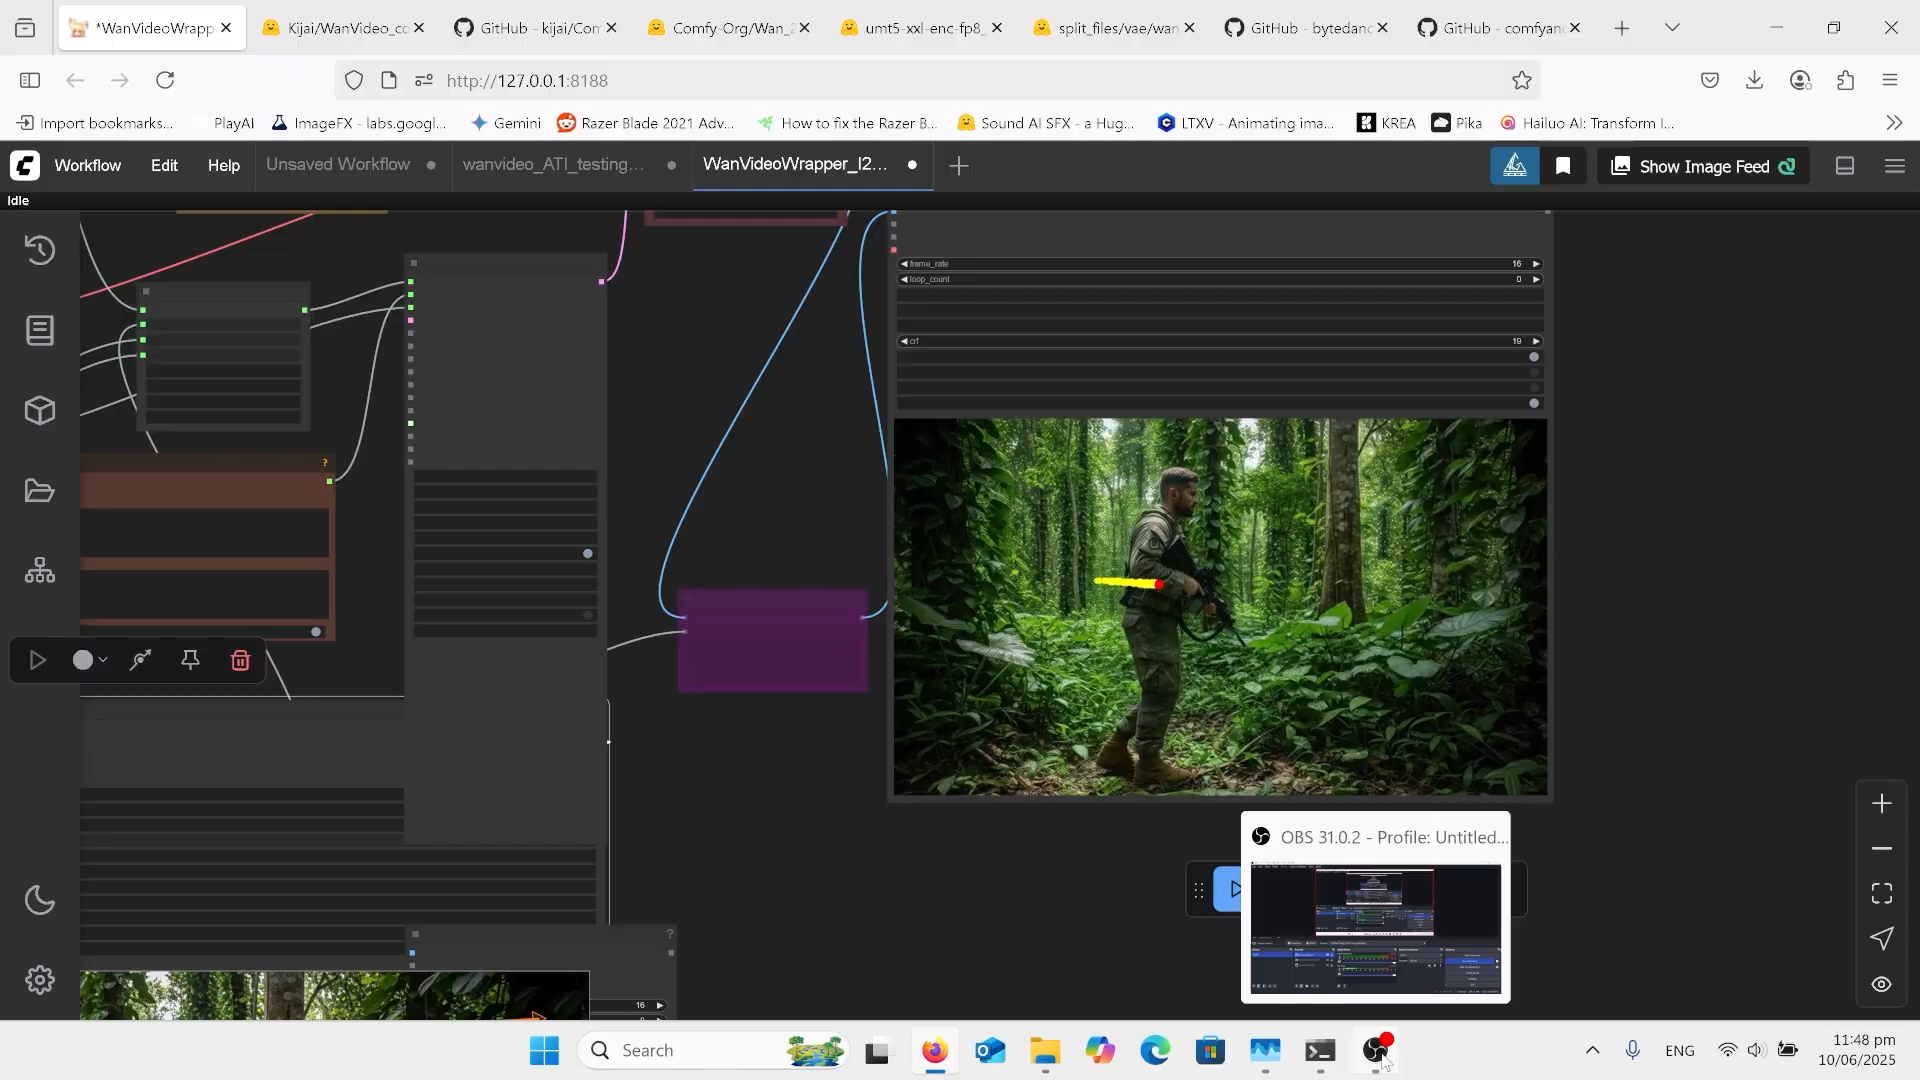 *WanVideoWrapp
Kijai/WanVideo_co
GitHub - kijai/Com
Comfy-Org/Wan_2
umt5-xxl-enc-fp8_
split_files/vae/wan
GitHub - bytedanc
GitHub - comfyan
http://127.0.0.1:8188
Import bookmarks...
PlayAI
ImageFX - labs.googl...
Gemini
Razer Blade 2021 Adv...
How to fix the Razer B...
Sound AI SFX - a Hug...
LTXV - Animating ima...
KREA
Pika
Hailuo AI: Transform I...
Workflow
Edit
Help
Unsaved Workflow
wanvideo_ATI_testing...
WanVideoWrapper_I2...
Show Image Feed
Idle
frame_rate
16
loop_count
0
crf
19
?
OBS 31.0.2 - Profile: Untitled...
?
16
Search
ENG
11:48 pm
10/06/2025